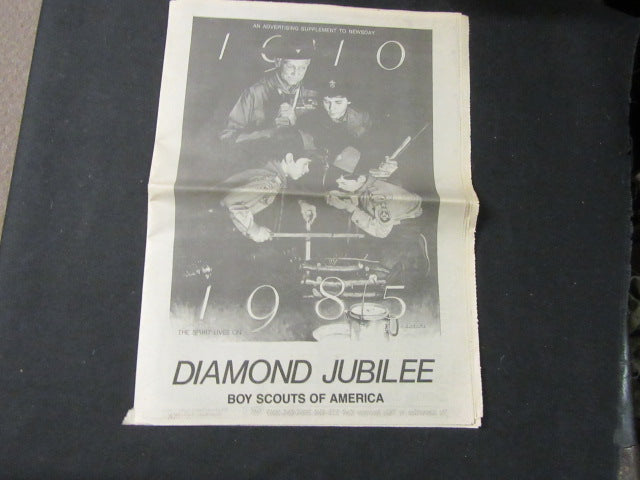 AN ADVERTISING SUPPLEMENT TO NEWSDAY
1910
1985
THE SPIRIT LIVES ON
DIAMOND JUBILEE
BOY SCOUTS OF AMERICA